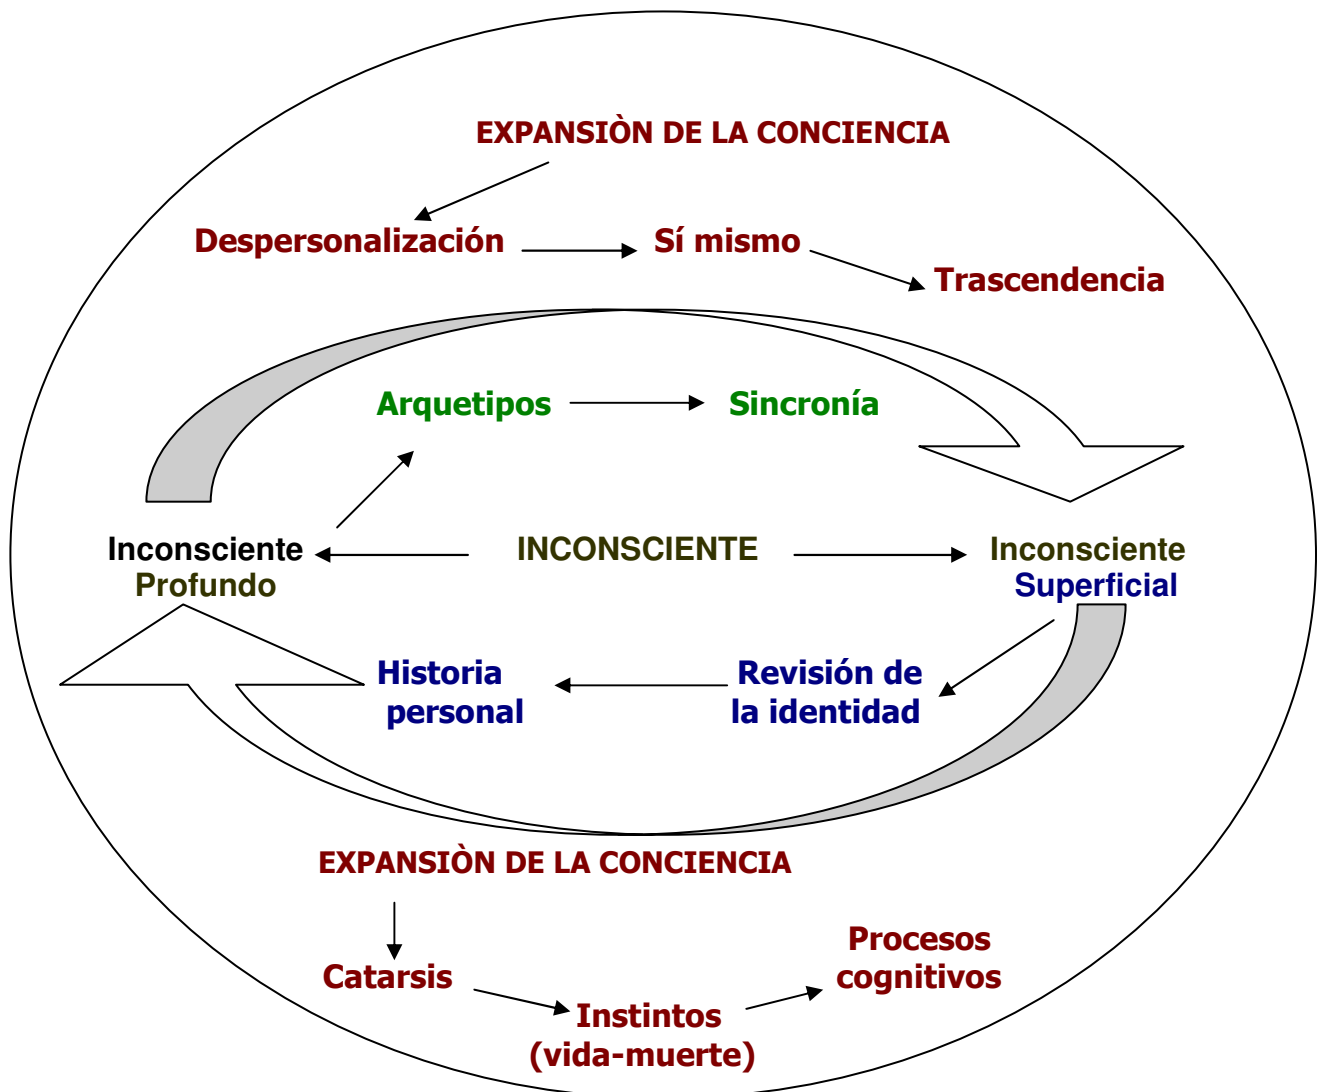 EXPANSIÒN DE LA CONCIENCIA
Despersonalización
Sí mismo
Trascendencia
Arquetipos
Sincronía
Inconsciente
Profundo
INCONSCIENTE
Inconsciente
Superficial
Historia
personal
Revisión de
la identidad
EXPANSIÒN DE LA CONCIENCIA
Catarsis
Instintos
(vida-muerte)
Procesos
cognitivos